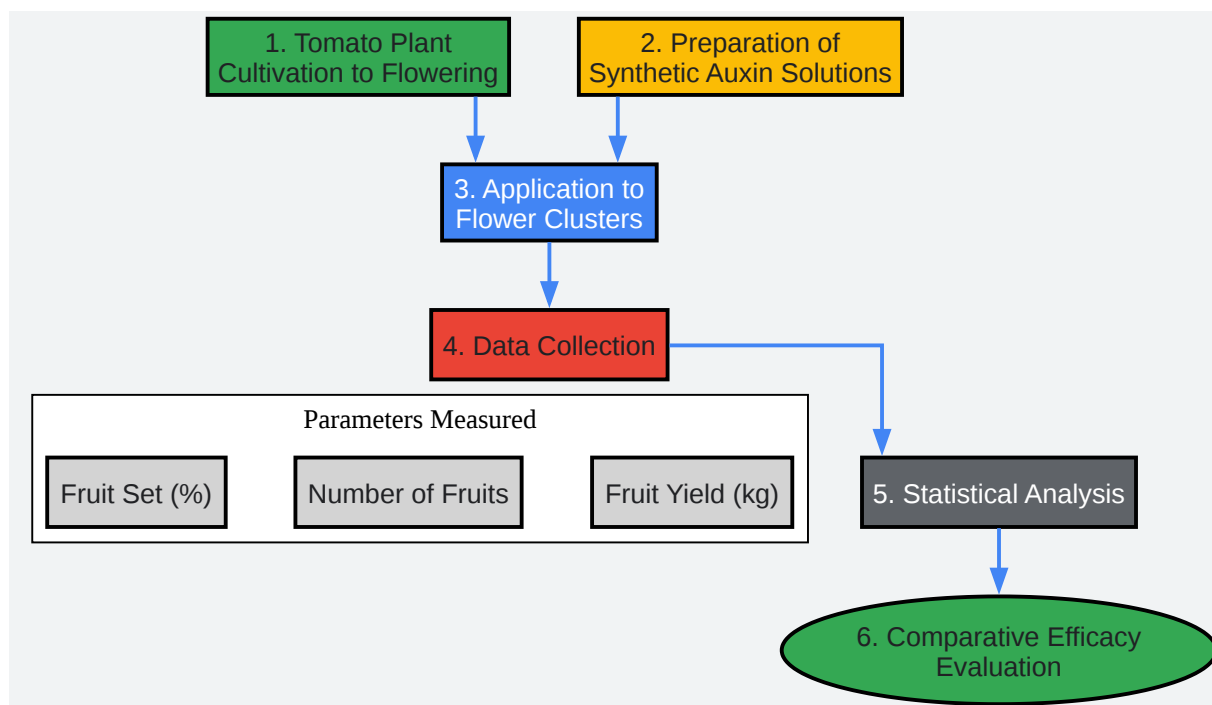 1. Tomato Plant
Cultivation to Flowering
2. Preparation of
Synthetic Auxin Solutions
3. Application to
Flower Clusters
4. Data Collection
Parameters Measured
Fruit Set (%)
Number of Fruits
Fruit Yield (kg)
5. Statistical Analysis
6. Comparative Efficacy
Evaluation